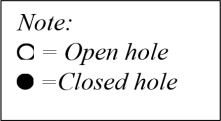 Note:
= Open hole
=Closed hole